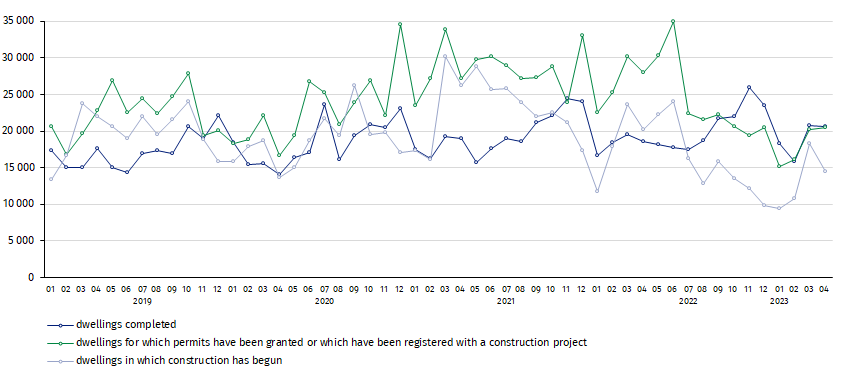 35 000
30 000
25 000
20 000
15 000
10 000
5 000
0
01 02 03 04 05 06 07 08 09 10 11 12 01 02 03 04 05 06 07 08 09 10 11 12 01 02 03 04 05 06 07 08 09 10 11 12 01 02 03 04 05 06 07 08 09 10 11 12 01 02 03 04
2019 2020 2021 2022 2023
dwellings completed
dwellings for which permits have been granted or which have been registered with a construction project
dwellings in which construction has begun